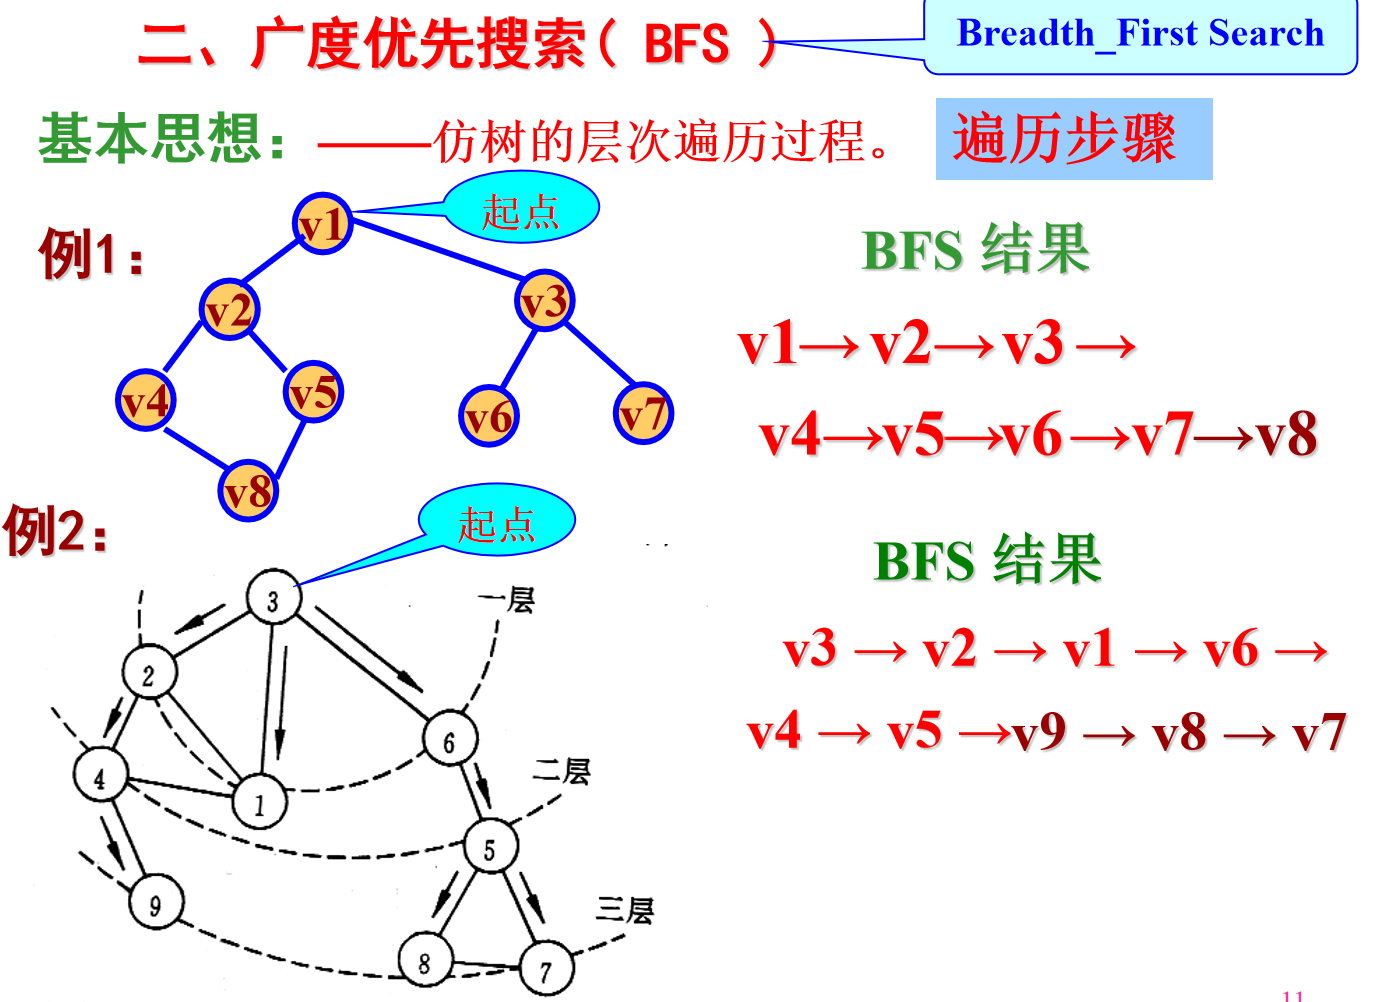 二、广度优先搜索( BFS )
Breadth_First Search
基本思想：——仿树的层次遍历过程。
遍历步骤
例1：
起点
v1
v2
v3
v4
v5
v6
v7
v8
BFS 结果
v1→v2→v3→
v4→v5→v6→v7→v8
例2：
起点
3
一层
2
6
二层
4
1
5
三层
9
8
7
BFS 结果
v3 → v2 → v1 → v6 →
v4 → v5 →v9 → v8 → v7
11